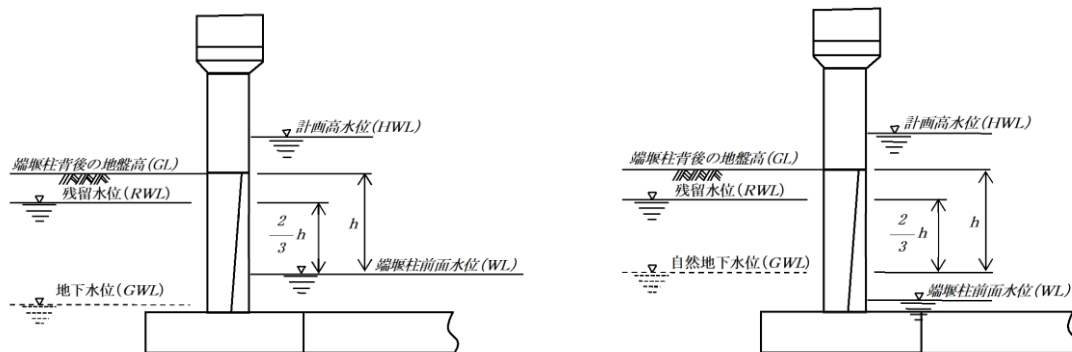 計画高水位(HWL)
端堰柱背後の地盤高(GL)
残留水位(RWL)
2
3
h
h
端堰柱前面水位(WL)
地下水位(GWL)
計画高水位(HWL)
端堰柱背後の地盤高(GL)
残留水位(RWL)
2
3
h
h
自然地下水位(GWL)
端堰柱前面水位(WL)